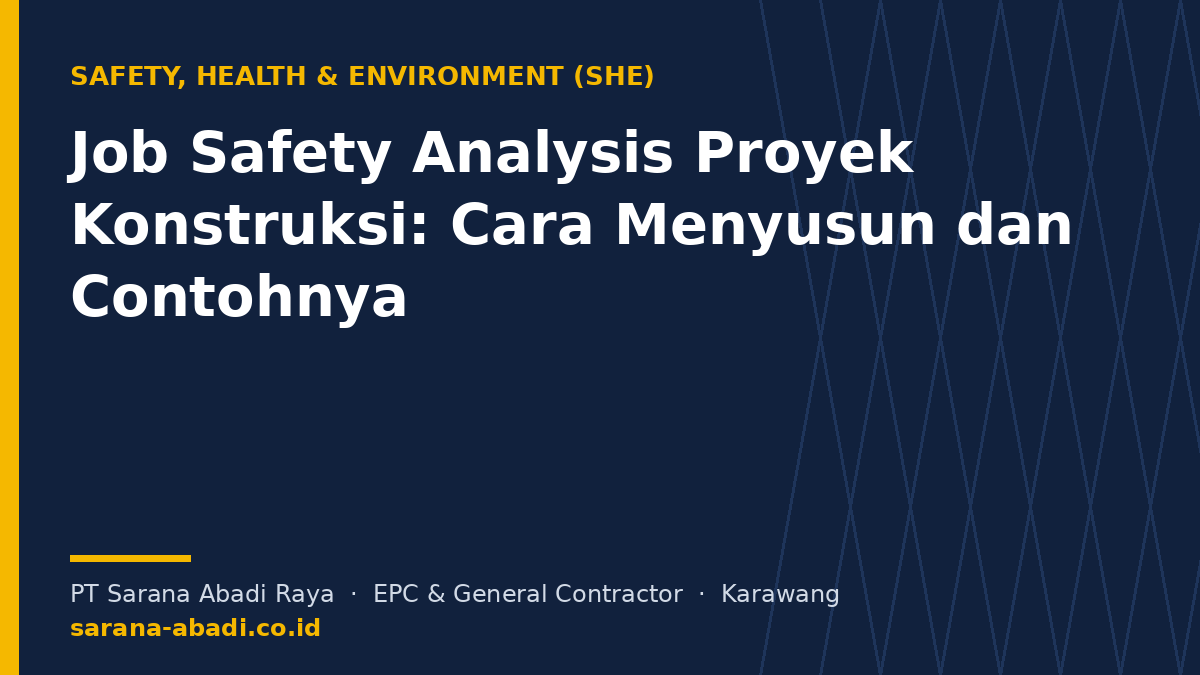 SAFETY, HEALTH & ENVIRONMENT (SHE)
Job Safety Analysis Proyek
Konstruksi: Cara Menyusun dan
Contohnya
PT Sarana Abadi Raya · EPC & General Contractor · Karawang
sarana-abadi.co.id